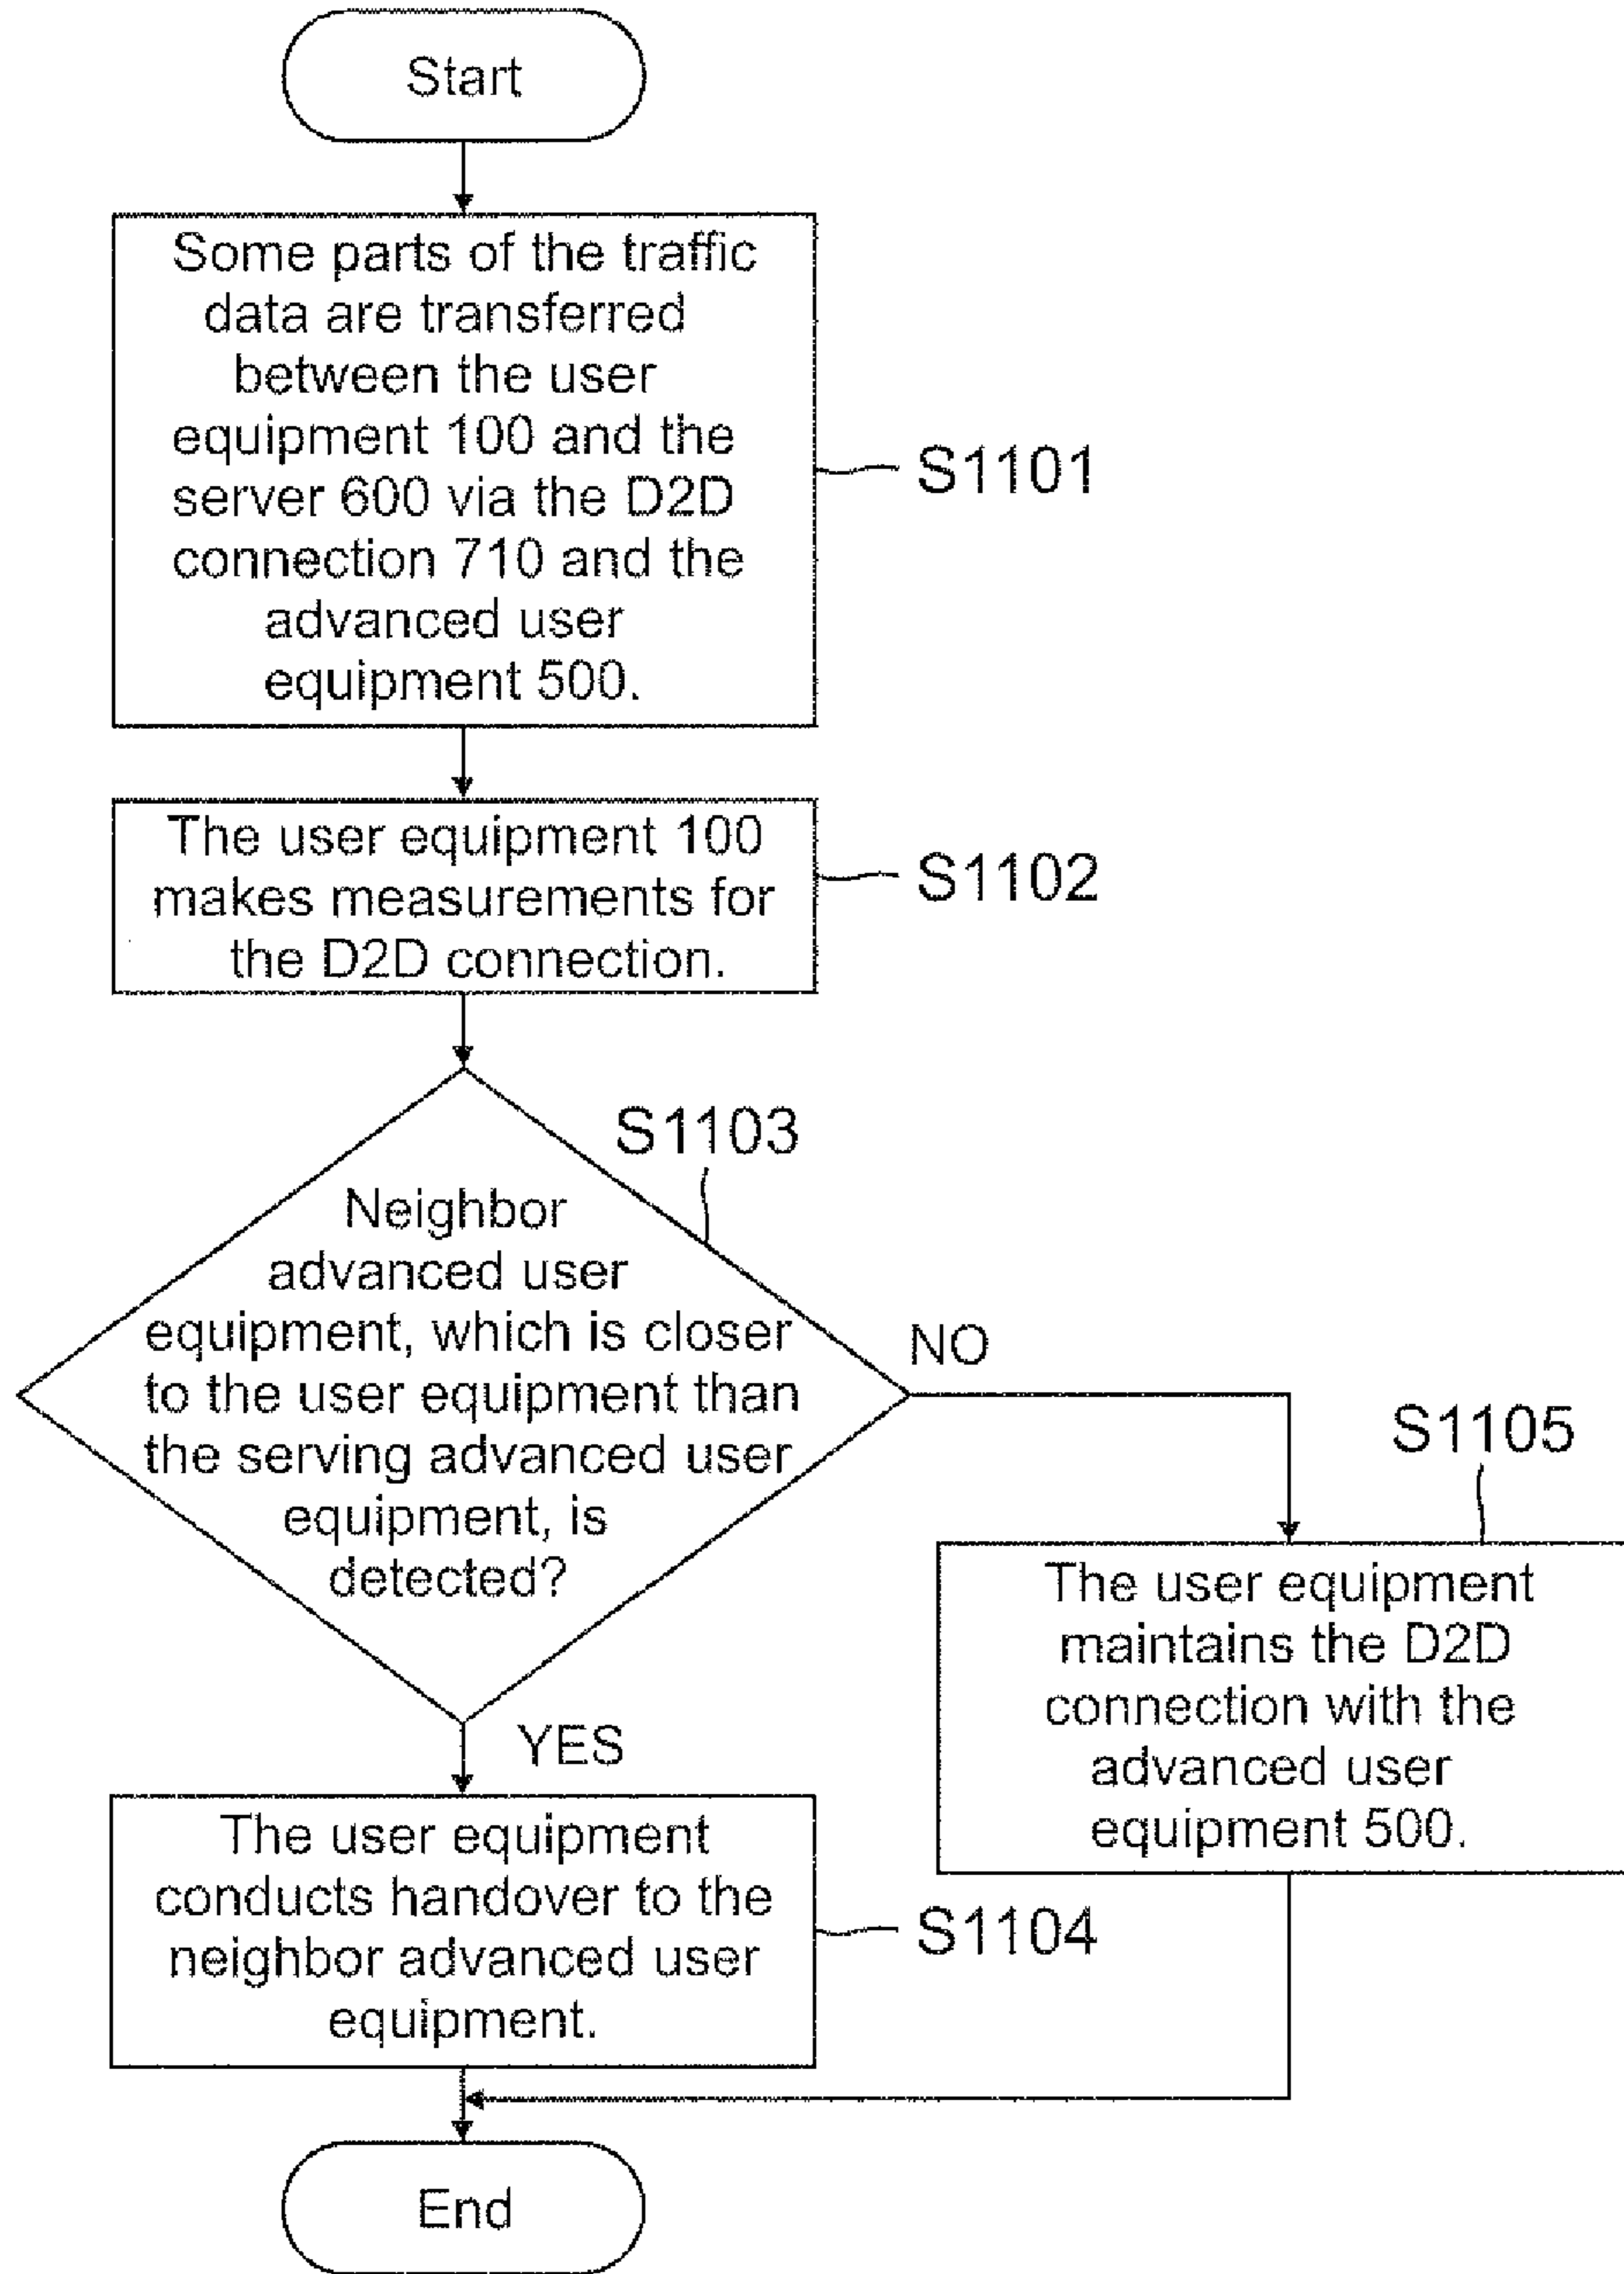 Start
Some parts of the traffic
data are transferred
between the user
equipment 100 and the
server 600 via the D2D
connection 710 and the
advanced user
equipment 500.
S1101
The user equipment 100
makes measurements for
the D2D connection.
S1102
S1103
Neighbor
advanced user
equipment, which is closer
to the user equipment than
the serving advanced user
equipment, is
detected?
NO
YES
S1105
The user equipment
maintains the D2D
connection with the
advanced user
equipment 500.
The user equipment
conducts handover to the
neighbor advanced user
equipment.
S1104
End